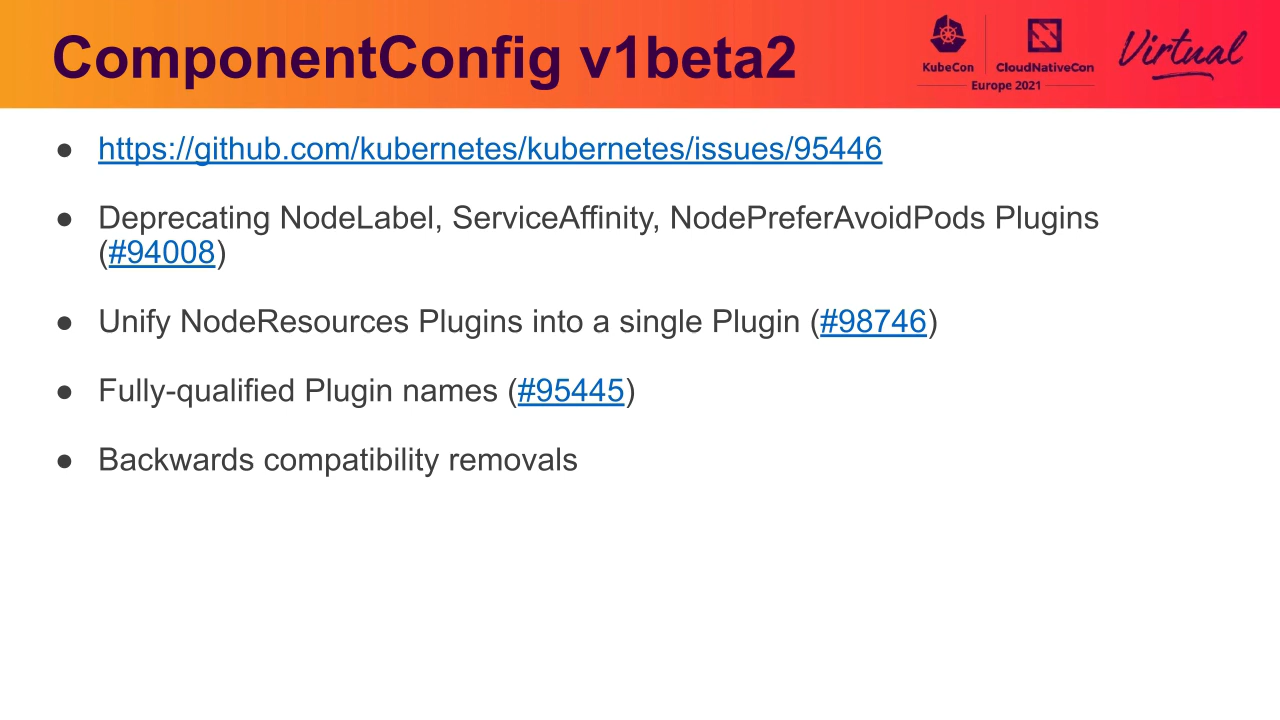 ComponentConfig v1beta2
KubeCon
CloudNativeCon
Europe 2021
Virtual
● https://github.com/kubernetes/kubernetes/issues/95446
● Deprecating NodeLabel, ServiceAffinity, NodePreferAvoidPods Plugins
(#94008)
● Unify NodeResources Plugins into a single Plugin (#98746)
● Fully-qualified Plugin names (#95445)
● Backwards compatibility removals